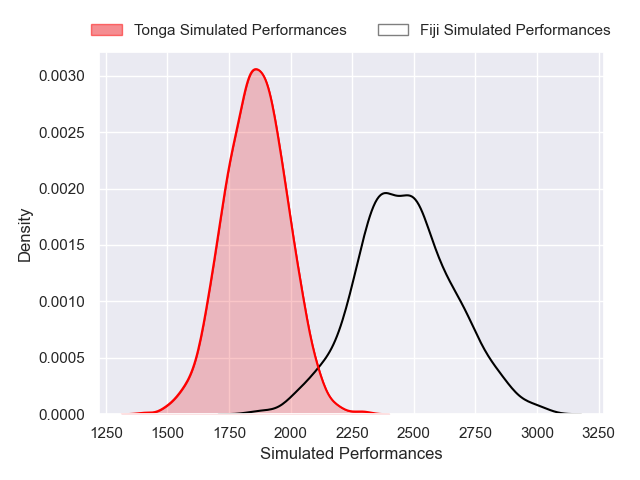 Tonga Simulated Performances
Fiji Simulated Performances
0.0030
0.0025
0.0020
0.0015
0.0010
0.0005
0.0000
Density
1250 1500 1750 2000 2250 2500 2750 3000 3250
Simulated Performances